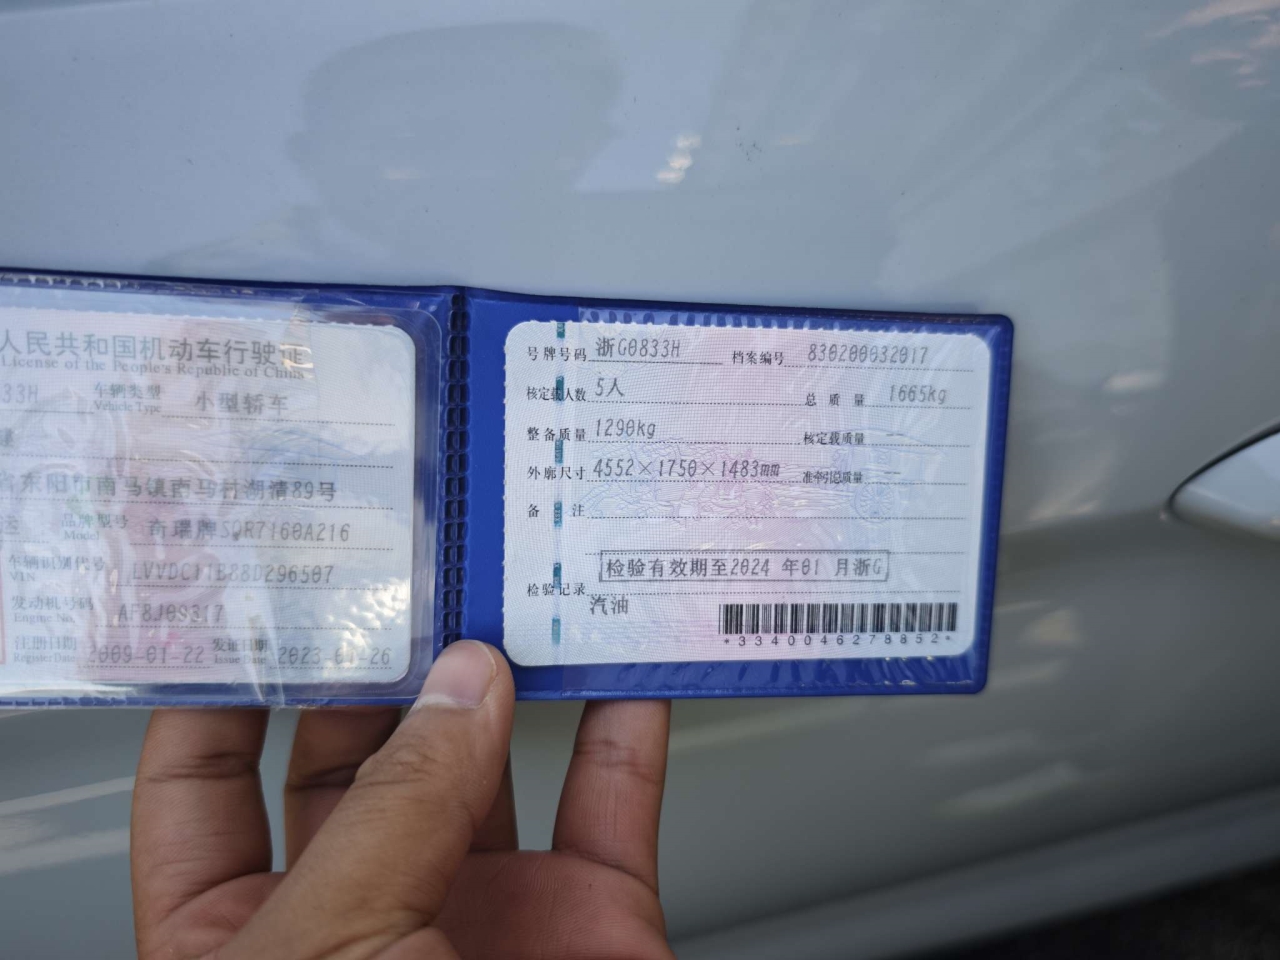 人民共和国机动车行驶证
License of the People's Republic of China
33H 车辆类型 小型轿车
Vehicle Type
东阳市南马镇南马村湖清89号
品牌型号 奇瑞牌SQR7160A216
Model
车辆识别代号 LVVDC11B88D296507
VIN
发动机号码 AF8J09317
Engine No.
注册日期 2009-01-22 发证日期 2023-01-26
Register Date Issue Date
号牌号码 浙G0833H 档案编号 830200032017
核定载人数 5人 总质量 1665kg
整备质量 1290kg 核定载质量 —
外廓尺寸 4552×1750×1483mm 准牵引总质量 —
备注
检验有效期至2024 年01 月浙G
检验记录
汽油
*3340046278852*